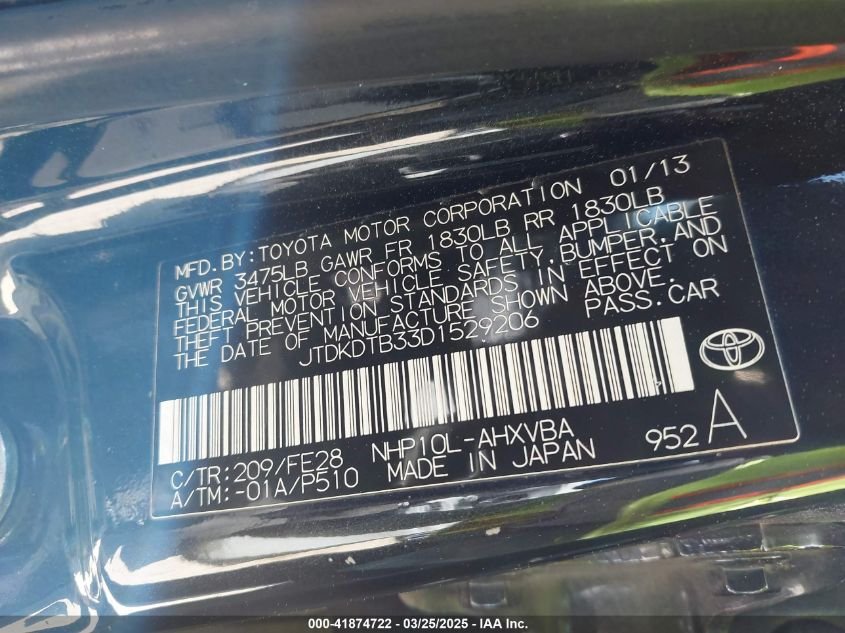 MFD.BY:TOYOTA MOTOR CORPORATION 01/13
GVWR 3475LB GAWR FR 1830LB RR 1830LB
THIS VEHICLE CONFORMS TO ALL APPLICABLE
FEDERAL MOTOR VEHICLE SAFETY,BUMPER,AND
THEFT PREVENTION STANDARDS IN EFFECT ON
THE DATE OF MANUFACTURE SHOWN ABOVE.
JTDKDTB33D1529206 PASS.CAR
C/TR:209/FE28 NHP10L-AHXVBA 952 A
A/TM:-01A/P510 MADE IN JAPAN
000-41874722 - 03/25/2025 - IAA Inc.